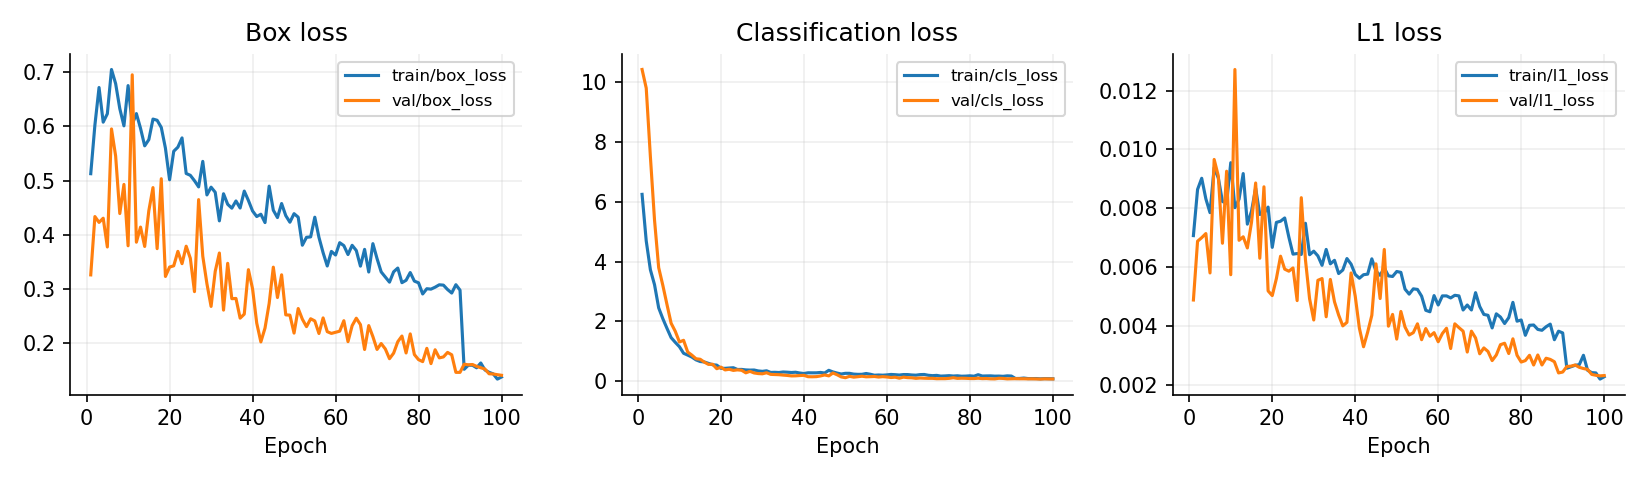 Box loss
0.7
0.6
0.5
0.4
0.3
0.2
train/box_loss
val/box_loss
0 20 40 60 80 100
Epoch
Classification loss
10
8
6
4
2
0
train/cls_loss
val/cls_loss
0 20 40 60 80 100
Epoch
L1 loss
0.012
0.010
0.008
0.006
0.004
0.002
train/l1_loss
val/l1_loss
0 20 40 60 80 100
Epoch